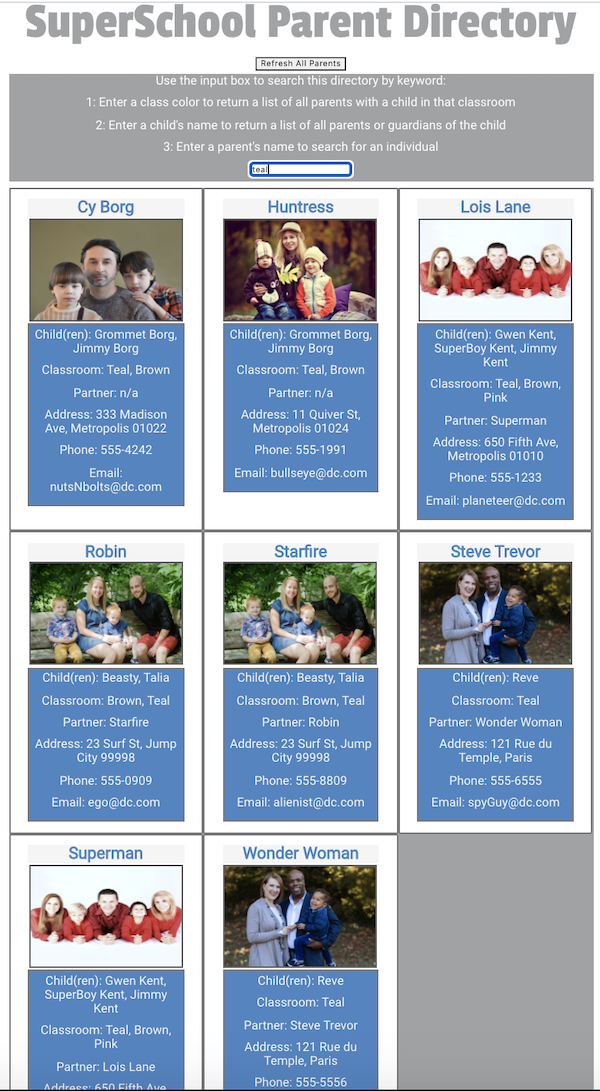 SuperSchool Parent Directory
Refresh All Parents
Use the input box to search this directory by keyword:
1: Enter a class color to return a list of all parents with a child in that classroom
2: Enter a child's name to return a list of all parents or guardians of the child
3: Enter a parent's name to search for an individual
teal
Cy Borg
Child(ren): Grommet Borg,
Jimmy Borg
Classroom: Teal, Brown
Partner: n/a
Address: 333 Madison
Ave, Metropolis 01022
Phone: 555-4242
Email:
nutsNbolts@dc.com
Huntress
Child(ren): Grommet Borg,
Jimmy Borg
Classroom: Teal, Brown
Partner: n/a
Address: 11 Quiver St,
Metropolis 01024
Phone: 555-1991
Email: bullseye@dc.com
Lois Lane
Child(ren): Gwen Kent,
SuperBoy Kent, Jimmy
Kent
Classroom: Teal, Brown,
Pink
Partner: Superman
Address: 650 Fifth Ave,
Metropolis 01010
Phone: 555-1233
Email: planeteer@dc.com
Robin
Child(ren): Beasty, Talia
Classroom: Brown, Teal
Partner: Starfire
Address: 23 Surf St, Jump
City 99998
Phone: 555-0909
Email: ego@dc.com
Starfire
Child(ren): Beasty, Talia
Classroom: Brown, Teal
Partner: Robin
Address: 23 Surf St, Jump
City 99998
Phone: 555-8809
Email: alienist@dc.com
Steve Trevor
Child(ren): Reve
Classroom: Teal
Partner: Wonder Woman
Address: 121 Rue du
Temple, Paris
Phone: 555-6555
Email: spyGuy@dc.com
Superman
Child(ren): Gwen Kent,
SuperBoy Kent, Jimmy
Kent
Classroom: Teal, Brown,
Pink
Partner: Lois Lane
Address: 650 Fifth Ave,
Wonder Woman
Child(ren): Reve
Classroom: Teal
Partner: Steve Trevor
Address: 121 Rue du
Temple, Paris
Phone: 555-5556